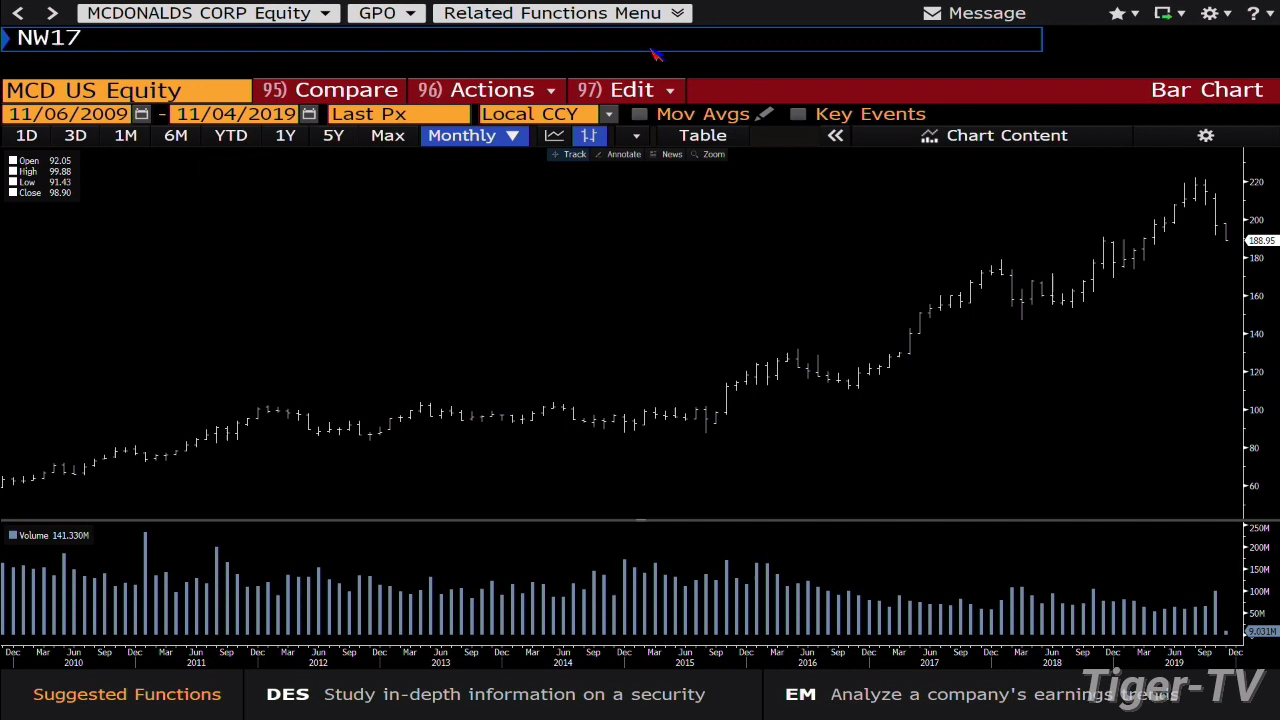 MCDONALDS CORP Equity GPO Related Functions Menu Message ?
NW17
MCD US Equity 95) Compare 96) Actions 97) Edit Bar Chart
11/06/2009 - 11/04/2019 Last Px Local CCY Mov Avgs Key Events
1D 3D 1M 6M YTD 1Y 5Y Max Monthly Table Chart Content
Track Annotate News Zoom
Open 92.05
High 99.88
Low 91.43
Close 98.90
220
200
188.95
180
160
140
120
100
80
60
Volume 141.330M
250M
200M
150M
100M
50M
9.031M
Dec Mar Jun Sep Dec Mar Jun Sep Dec Mar Jun Sep Dec Mar Jun Sep Dec Mar Jun Sep Dec Mar Jun Sep Dec Mar Jun Sep Dec Mar Jun Sep Dec Mar Jun Sep Dec Mar Jun Sep Dec
2010 2011 2012 2013 2014 2015 2016 2017 2018 2019
Suggested Functions DES Study in-depth information on a security EM Analyze a company's earnings trends
Tiger-TV